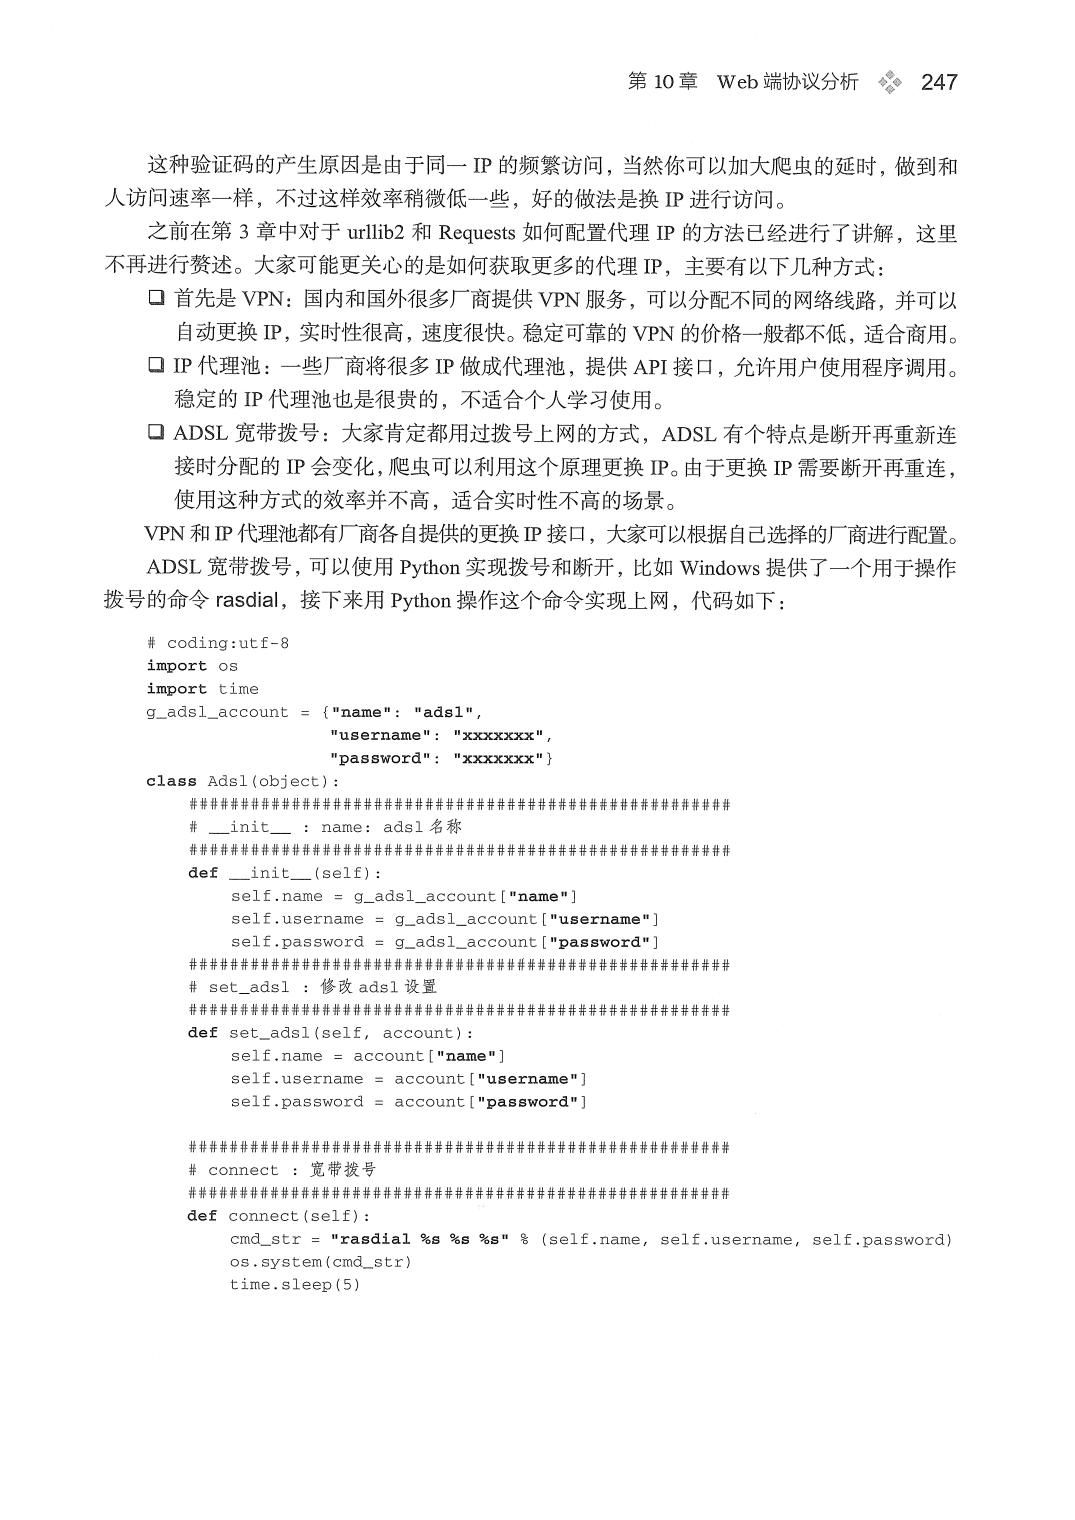 第 10 章 Web 端协议分析 247
这种验证码的产生原因是由于同一 IP 的频繁访问，当然你可以加大爬虫的延时，做到和
人访问速率一样，不过这样效率稍微低一些，好的做法是换 IP 进行访问。
之前在第 3 章中对于 urllib2 和 Requests 如何配置代理 IP 的方法已经进行了讲解，这里
不再进行赘述。大家可能更关心的是如何获取更多的代理 IP，主要有以下几种方式：
❑ 首先是 VPN：国内和国外很多厂商提供 VPN 服务，可以分配不同的网络线路，并可以
自动更换 IP，实时性很高，速度很快。稳定可靠的 VPN 的价格一般都不低，适合商用。
❑ IP 代理池：一些厂商将很多 IP 做成代理池，提供 API 接口，允许用户使用程序调用。
稳定的 IP 代理池也是很贵的，不适合个人学习使用。
❑ ADSL 宽带拨号：大家肯定都用过拨号上网的方式，ADSL 有个特点是断开再重新连
接时分配的 IP 会变化，爬虫可以利用这个原理更换 IP。由于更换 IP 需要断开再重连，
使用这种方式的效率并不高，适合实时性不高的场景。
VPN 和 IP 代理池都有厂商各自提供的更换 IP 接口，大家可以根据自己选择的厂商进行配置。
ADSL 宽带拨号，可以使用 Python 实现拨号和断开，比如 Windows 提供了一个用于操作
拨号的命令 rasdial，接下来用 Python 操作这个命令实现上网，代码如下：
# coding:utf-8
import os
import time
g_adsl_account = {"name": "adsl",
"username": "xxxxxxx",
"password": "xxxxxxx"}
class Adsl(object):
#####################################################
# __init__ : name: adsl 名称
#####################################################
def __init__(self):
self.name = g_adsl_account["name"]
self.username = g_adsl_account["username"]
self.password = g_adsl_account["password"]
#####################################################
# set_adsl : 修改 adsl 设置
#####################################################
def set_adsl(self, account):
self.name = account["name"]
self.username = account["username"]
self.password = account["password"]
#####################################################
# connect : 宽带拨号
#####################################################
def connect(self):
cmd_str = "rasdial %s %s %s" % (self.name, self.username, self.password)
os.system(cmd_str)
time.sleep(5)